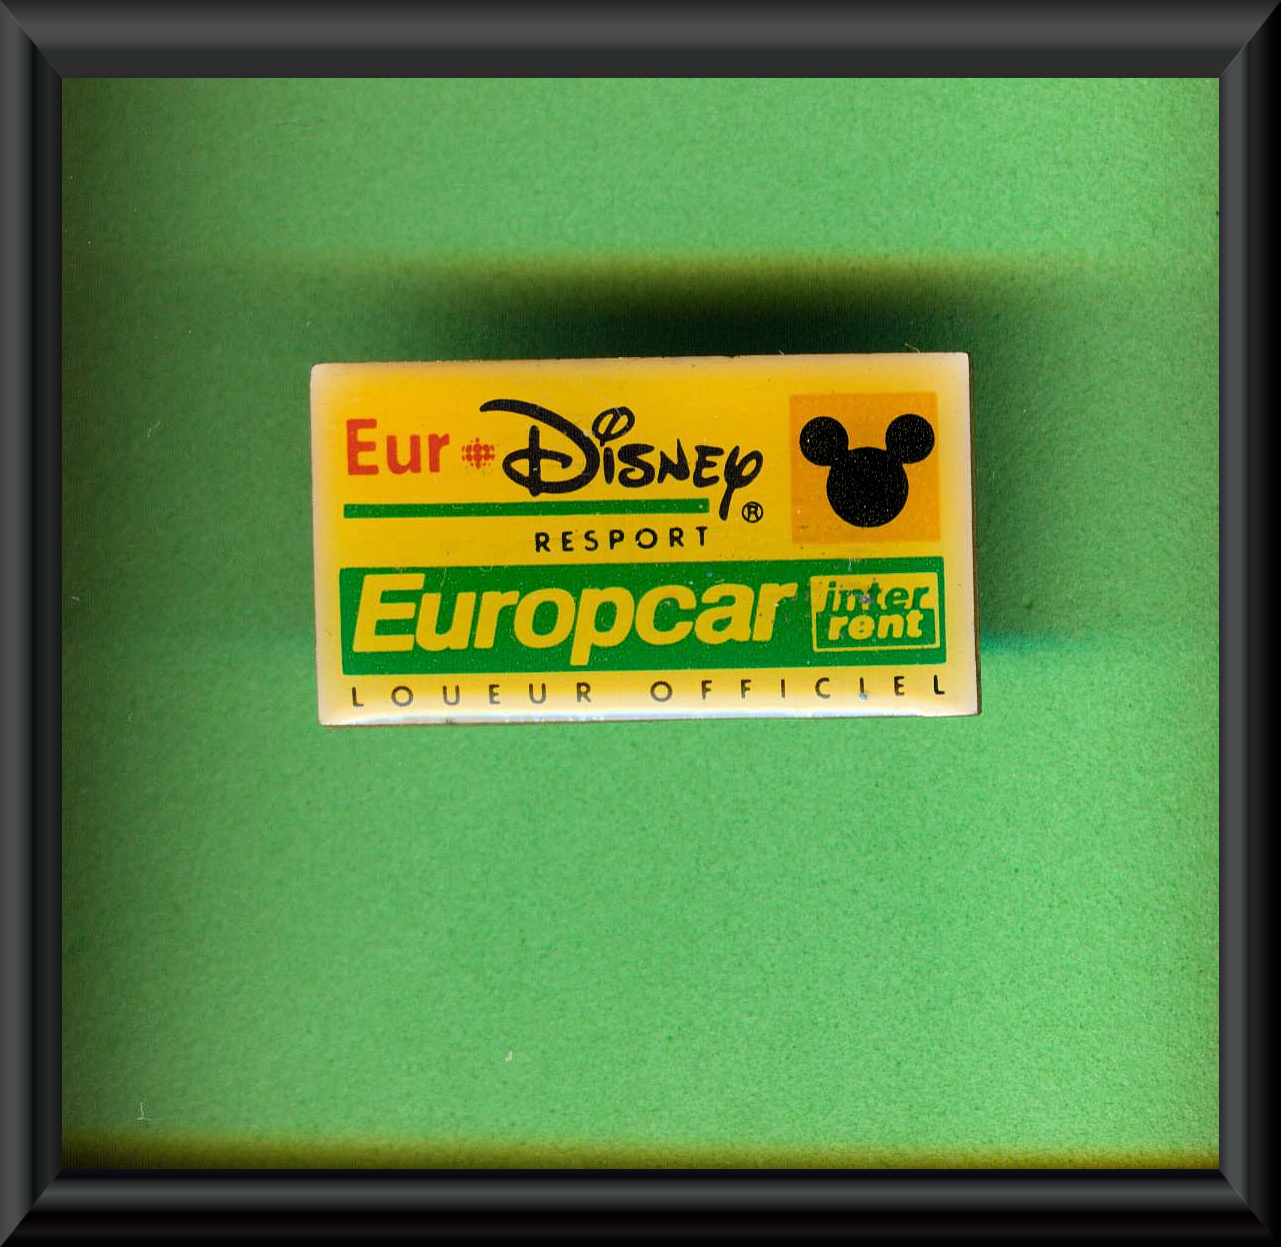 Eur Disney ®
RESPORT
Europcar inter rent
LOUEUR OFFICIEL